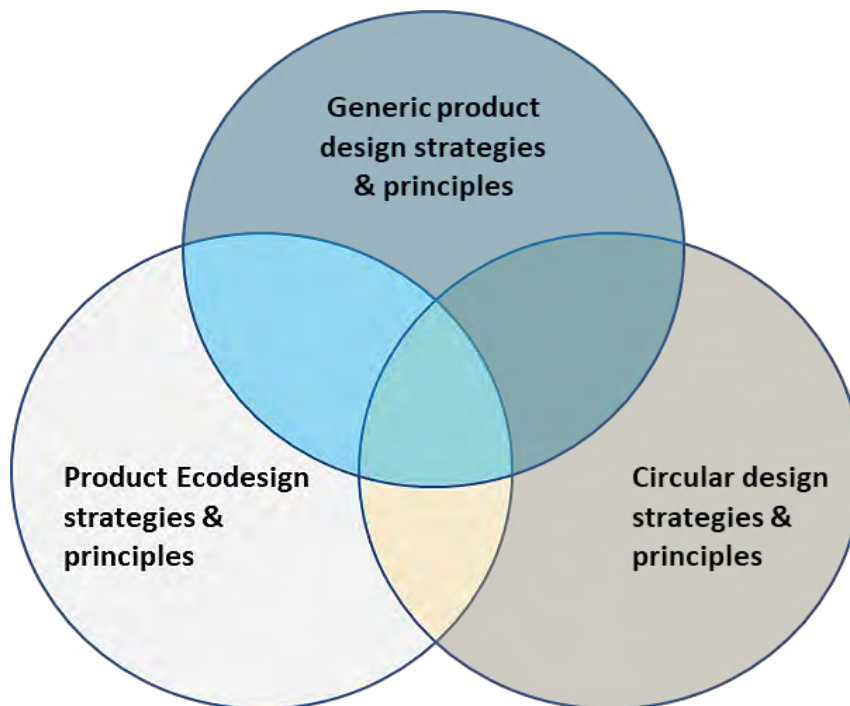 Generic product
design strategies
& principles
Product Ecodesign
strategies &
principles
Circular design
strategies &
principles